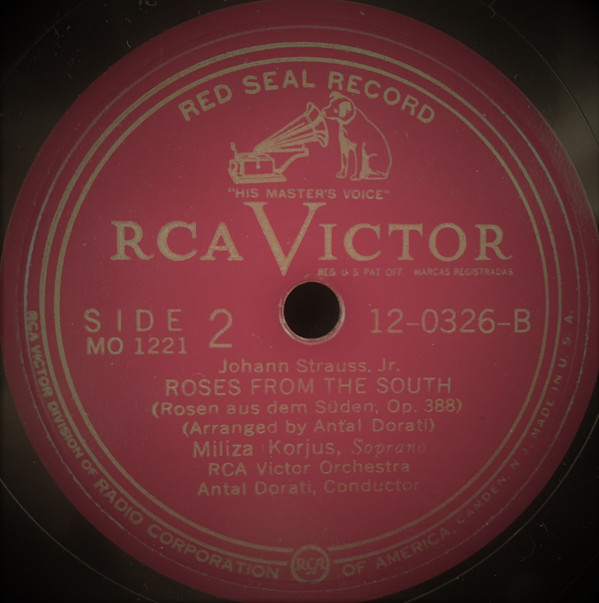 RED SEAL RECORD
"HIS MASTER'S VOICE"
RCA VICTOR
REG. U.S. PAT. OFF. MARCAS REGISTRADAS
SIDE 2 12-0326-B
MO 1221
Johann Strauss, Jr.
ROSES FROM THE SOUTH
(Rosen aus dem Süden, Op. 388)
(Arranged by Antal Dorati)
Miliza Korjus, Soprano
RCA Victor Orchestra
Antal Dorati, Conductor
RCA VICTOR DIVISION OF RADIO CORPORATION OF AMERICA, CAMDEN, N.J. MADE IN U.S.A.
RCA